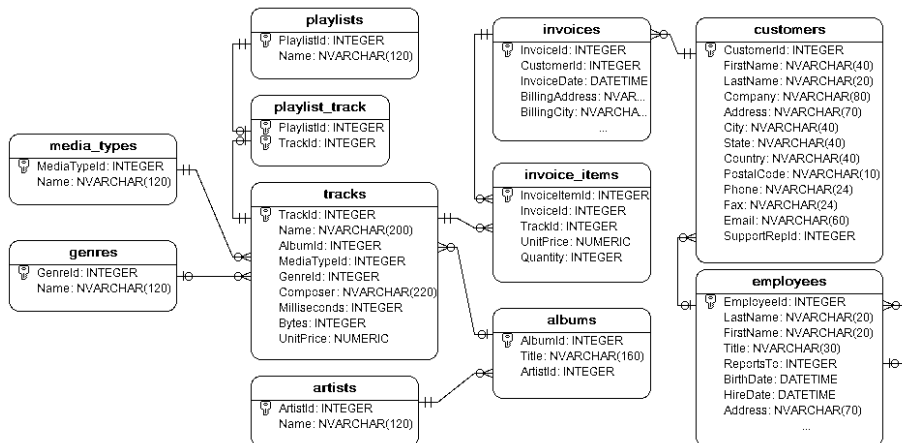 playlists
PlaylistId: INTEGER
Name: NVARCHAR(120)
playlist_track
PlaylistId: INTEGER
TrackId: INTEGER
media_types
MediaTypeId: INTEGER
Name: NVARCHAR(120)
genres
GenreId: INTEGER
Name: NVARCHAR(120)
tracks
TrackId: INTEGER
Name: NVARCHAR(200)
AlbumId: INTEGER
MediaTypeId: INTEGER
GenreId: INTEGER
Composer: NVARCHAR(220)
Milliseconds: INTEGER
Bytes: INTEGER
UnitPrice: NUMERIC
artists
ArtistId: INTEGER
Name: NVARCHAR(120)
invoices
InvoiceId: INTEGER
CustomerId: INTEGER
InvoiceDate: DATETIME
BillingAddress: NVAR...
BillingCity: NVARCHA...
...
invoice_items
InvoiceItemId: INTEGER
InvoiceId: INTEGER
TrackId: INTEGER
UnitPrice: NUMERIC
Quantity: INTEGER
albums
AlbumId: INTEGER
Title: NVARCHAR(160)
ArtistId: INTEGER
customers
CustomerId: INTEGER
FirstName: NVARCHAR(40)
LastName: NVARCHAR(20)
Company: NVARCHAR(80)
Address: NVARCHAR(70)
City: NVARCHAR(40)
State: NVARCHAR(40)
Country: NVARCHAR(40)
PostalCode: NVARCHAR(10)
Phone: NVARCHAR(24)
Fax: NVARCHAR(24)
Email: NVARCHAR(60)
SupportRepId: INTEGER
employees
EmployeeId: INTEGER
LastName: NVARCHAR(20)
FirstName: NVARCHAR(20)
Title: NVARCHAR(30)
ReportsTo: INTEGER
BirthDate: DATETIME
HireDate: DATETIME
Address: NVARCHAR(70)
...